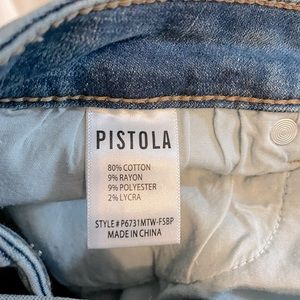 PISTOLA
80% COTTON
9% RAYON
9% POLYESTER
2% LYCRA
STYLE # P6731MTW-FSBP
MADE IN CHINA